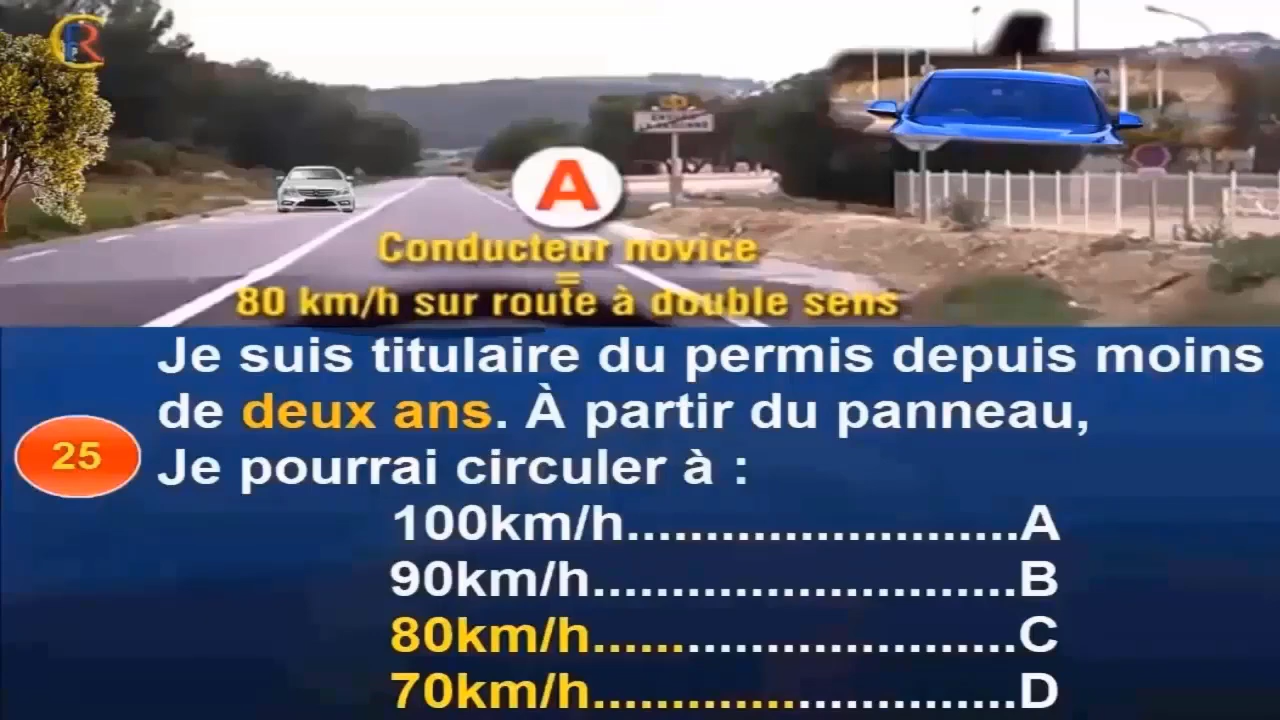 A
Conducteur novice
=
80 km/h sur route à double sens
Je suis titulaire du permis depuis moins
de deux ans. À partir du panneau,
25
Je pourrai circuler à :
100km/h.........................A
90km/h...........................B
80km/h...........................C
70km/h...........................D